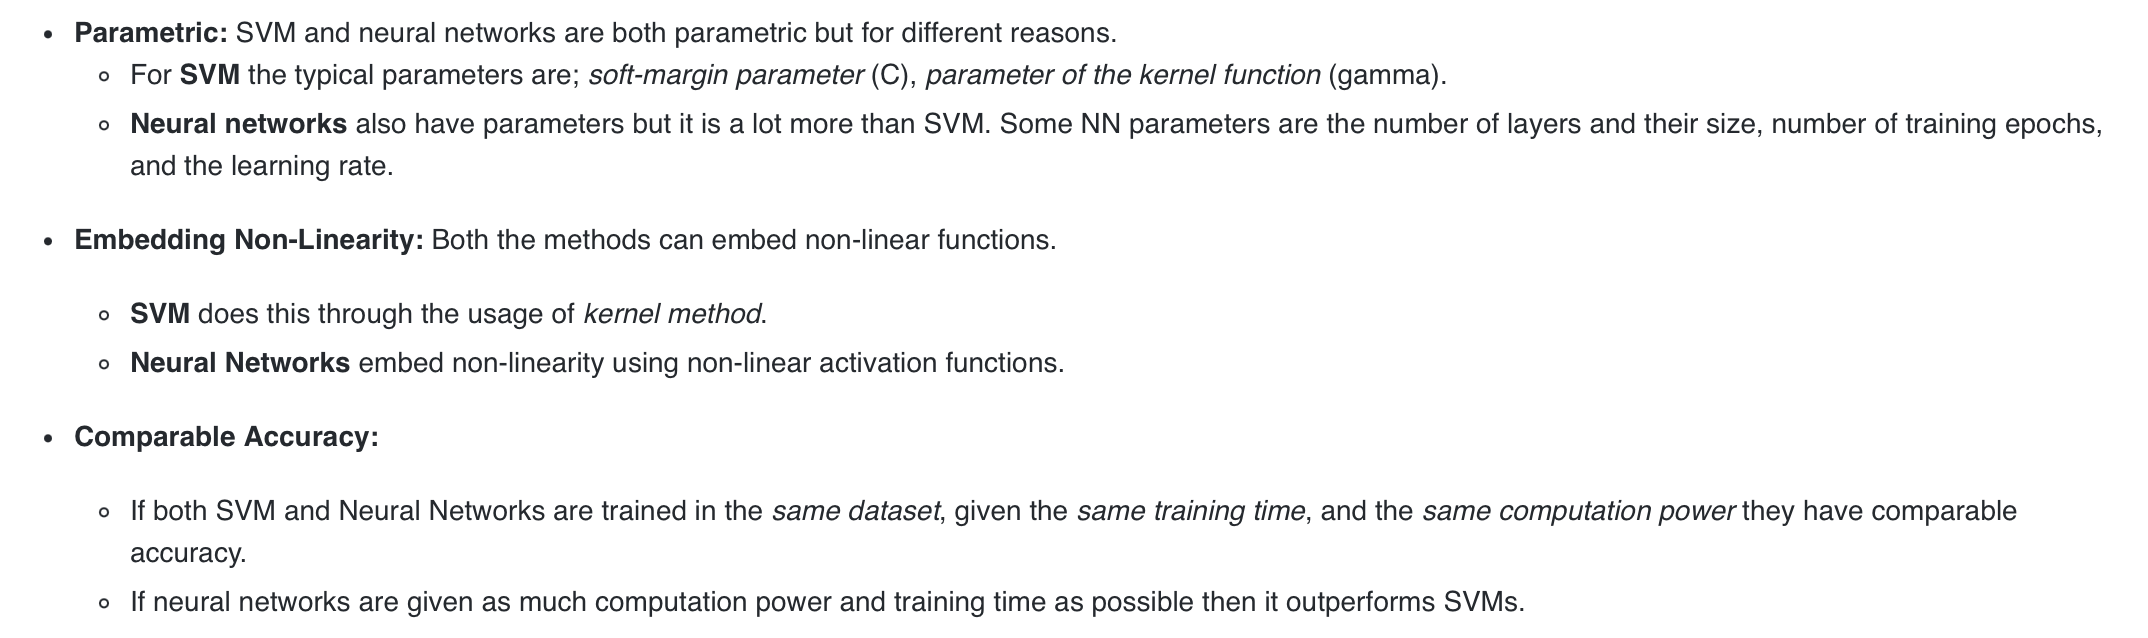 • Parametric: SVM and neural networks are both parametric but for different reasons.
◦ For SVM the typical parameters are; soft-margin parameter (C), parameter of the kernel function (gamma).
◦ Neural networks also have parameters but it is a lot more than SVM. Some NN parameters are the number of layers and their size, number of training epochs,
and the learning rate.
• Embedding Non-Linearity: Both the methods can embed non-linear functions.
◦ SVM does this through the usage of kernel method.
◦ Neural Networks embed non-linearity using non-linear activation functions.
• Comparable Accuracy:
◦ If both SVM and Neural Networks are trained in the same dataset, given the same training time, and the same computation power they have comparable
accuracy.
◦ If neural networks are given as much computation power and training time as possible then it outperforms SVMs.